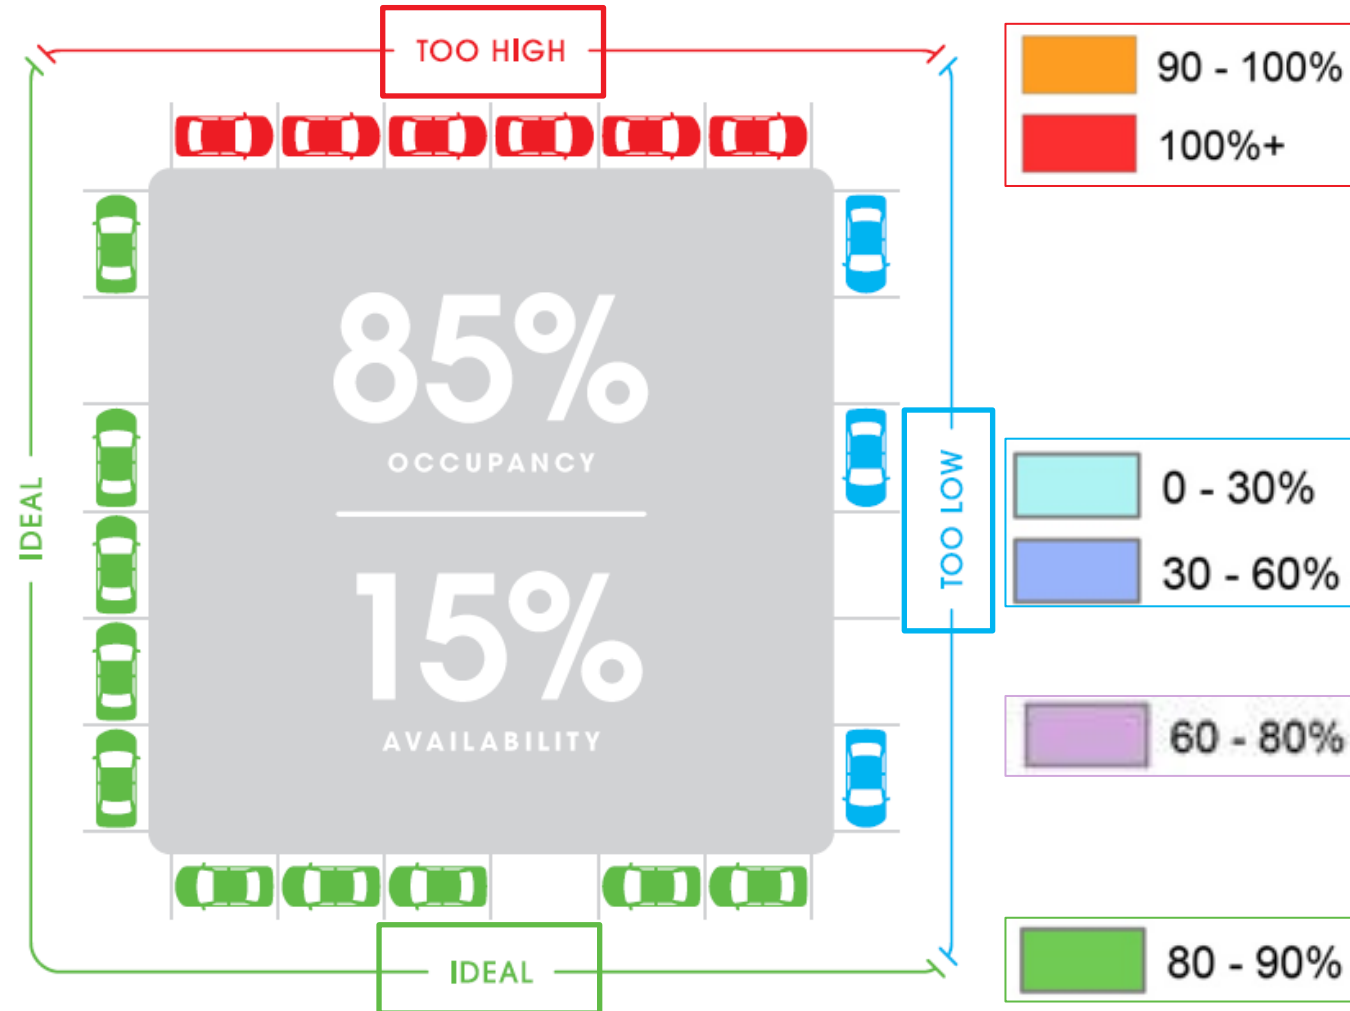 TOO HIGH
90 - 100%
100%+
85%
OCCUPANCY
15%
AVAILABILITY
IDEAL
TOO LOW
0 - 30%
30 - 60%
60 - 80%
IDEAL
80 - 90%